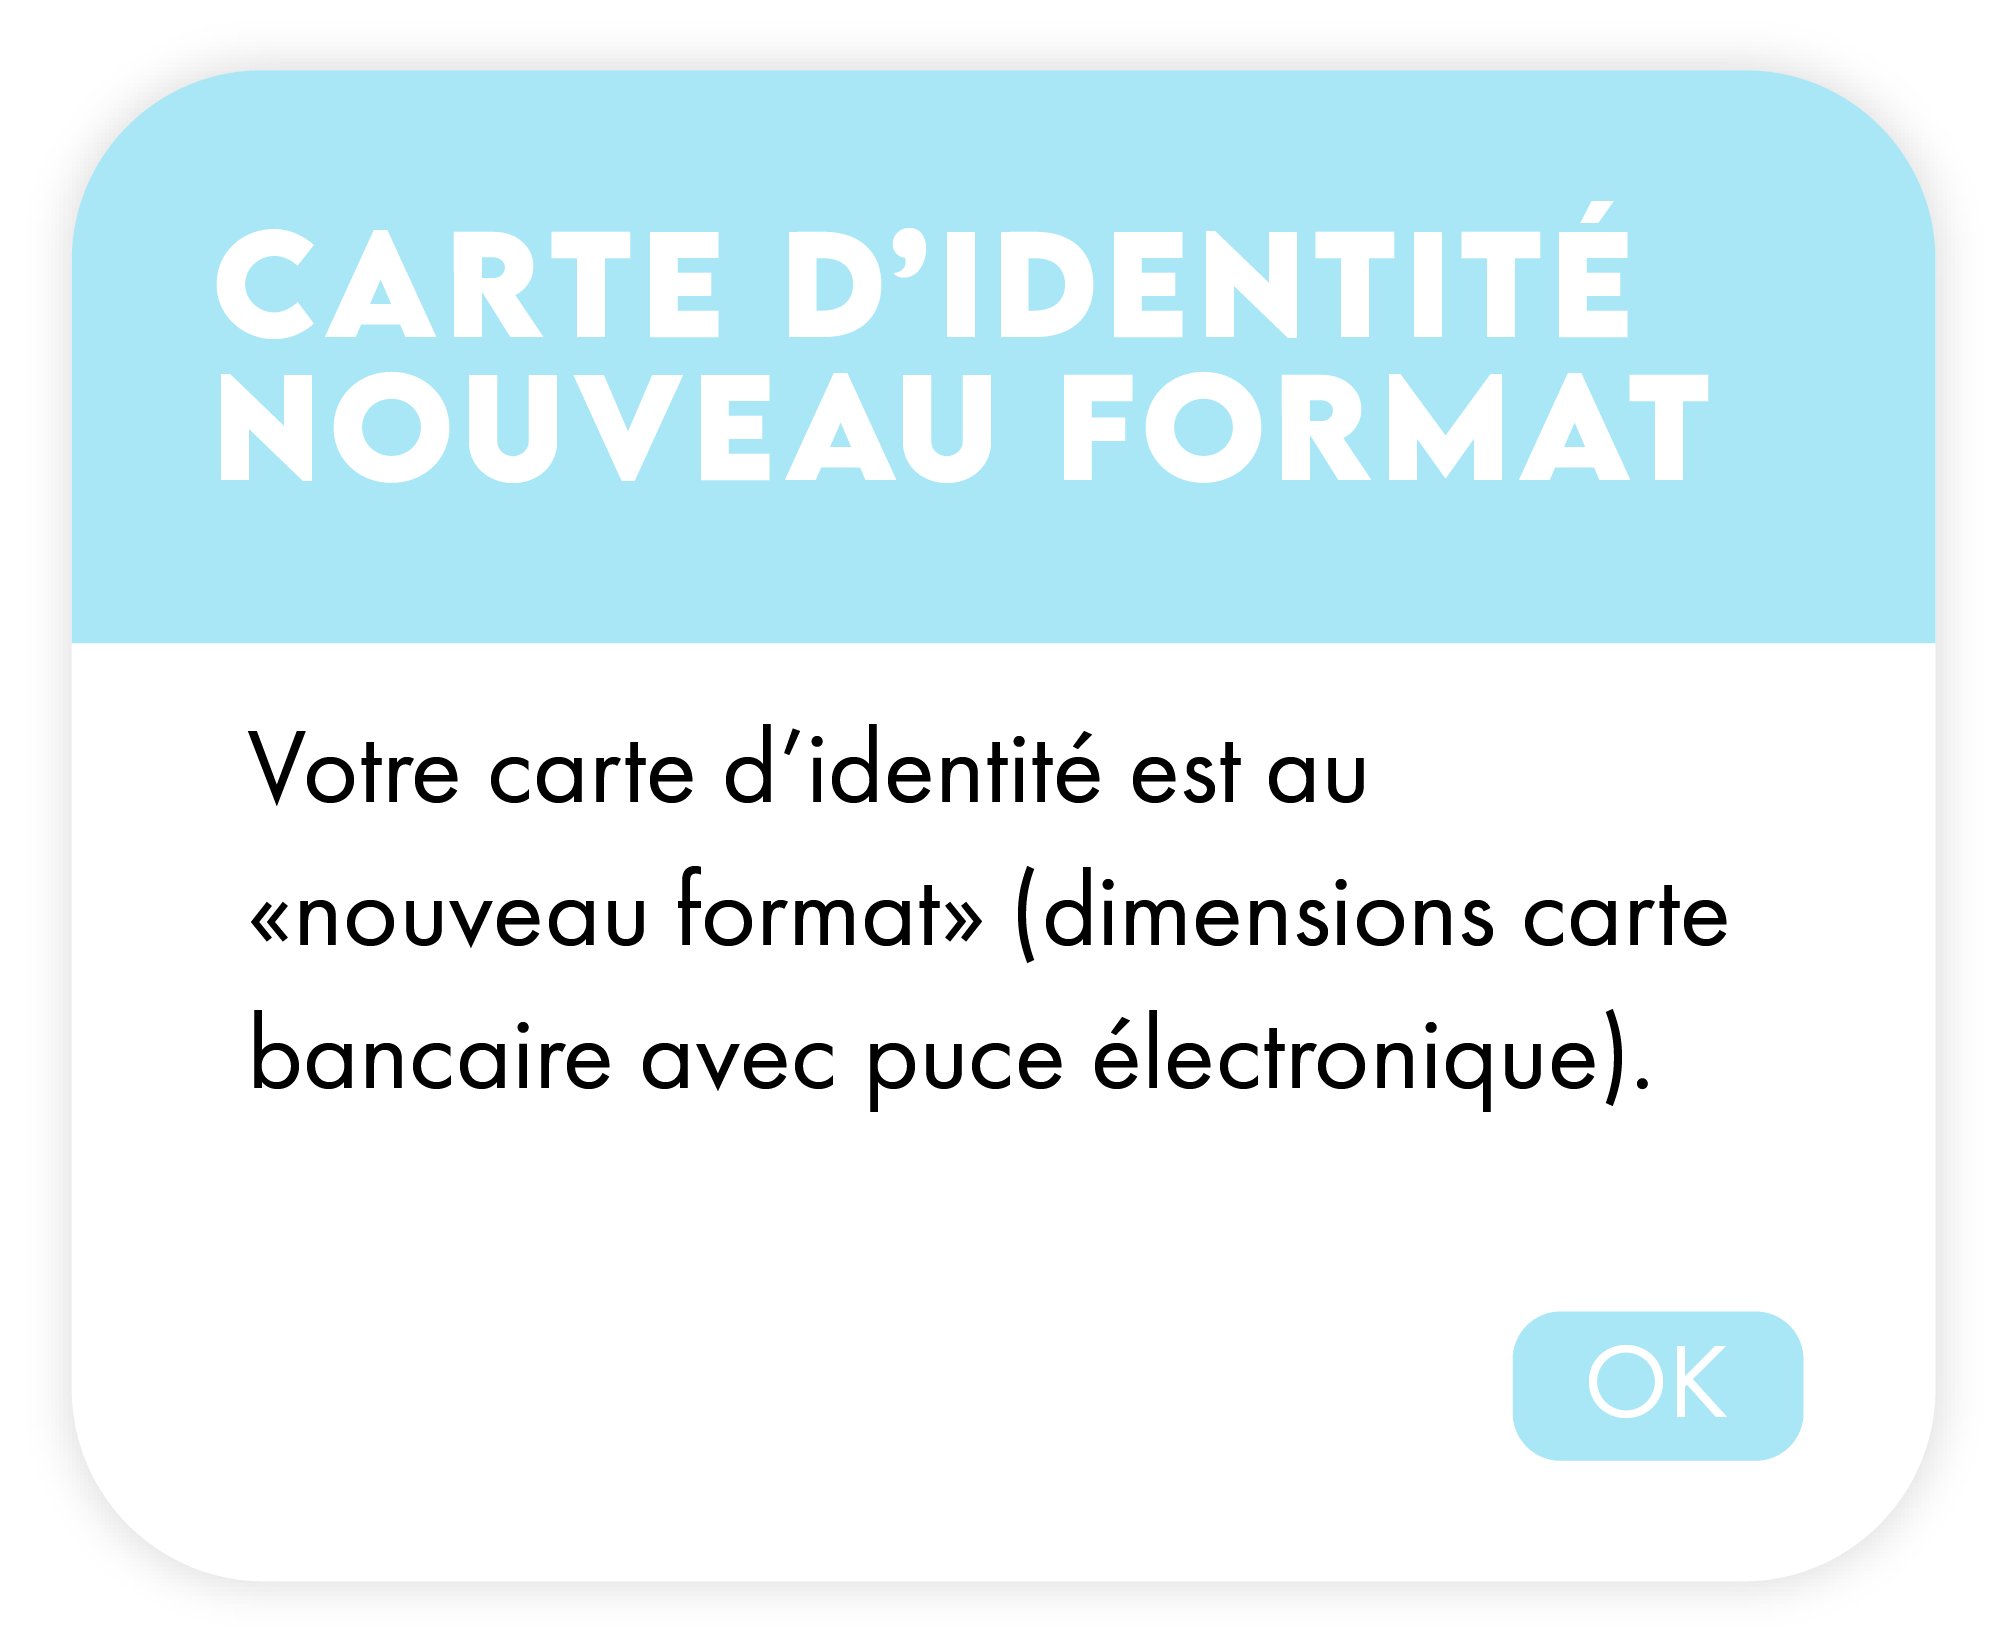 CARTE D’IDENTITÉ
NOUVEAU FORMAT
Votre carte d’identité est au
«nouveau format» (dimensions carte
bancaire avec puce électronique).
OK